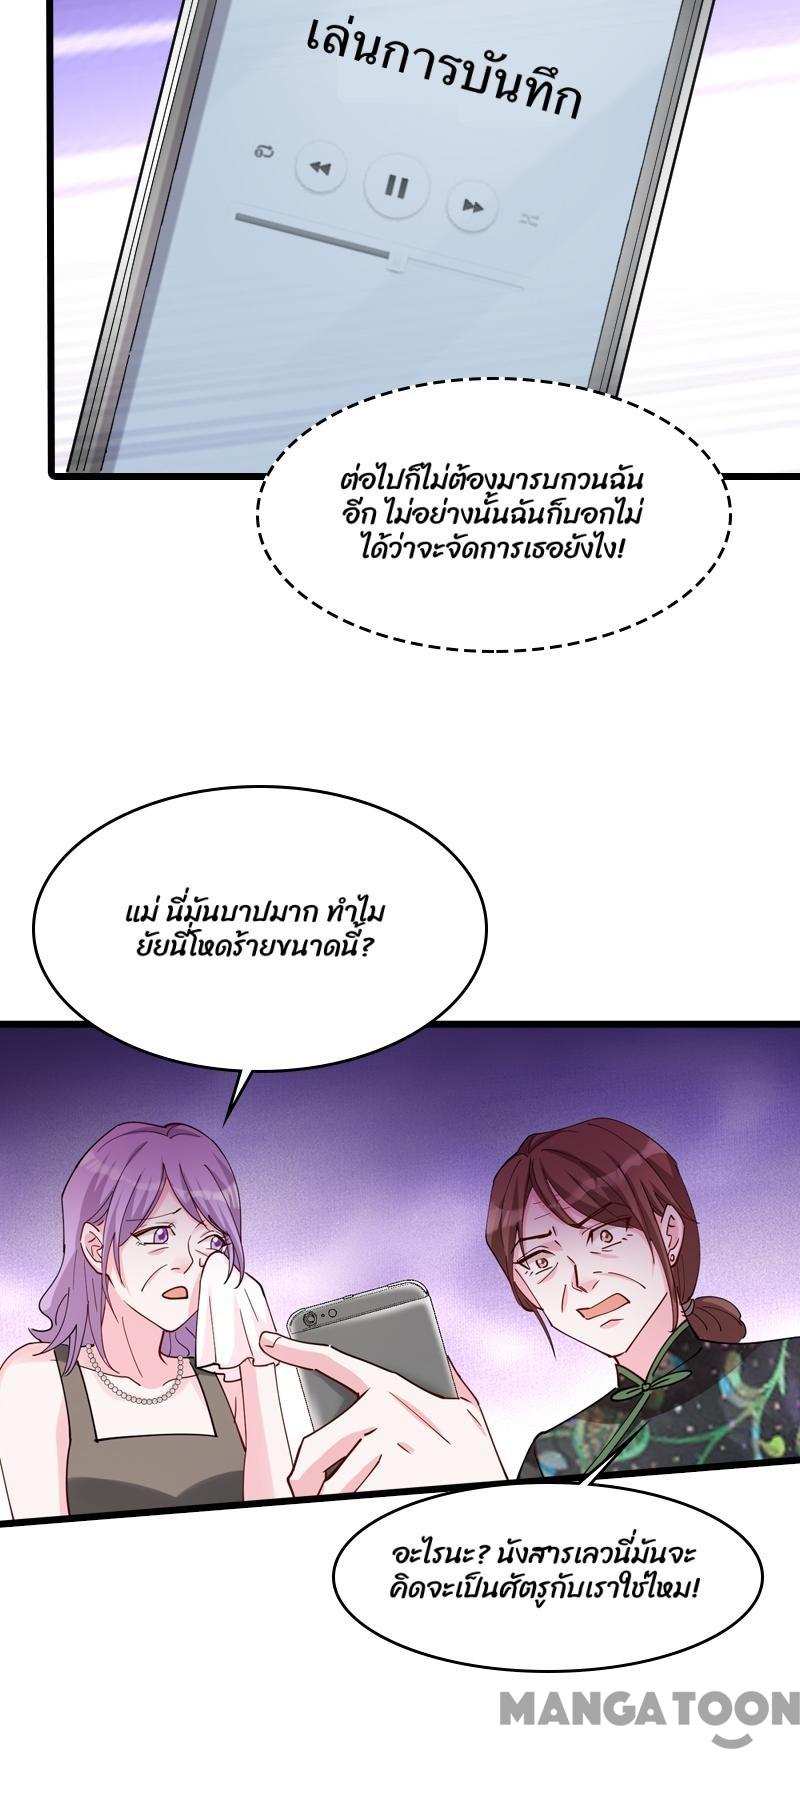 เล่นการบันทึก
ต่อไปก็ไม่ต้องมารบกวนฉัน
อีก ไม่อย่างนั้นฉันก็บอกไม่
ได้ว่าจะจัดการเธอยังไง!
แม่ นี่มันบาปมาก ทำไม
ยัยนี่โหดร้ายขนาดนี้?
อะไรนะ? นังสารเลวนี่มันจะ
คิดจะเป็นศัตรูกับเราใช่ไหม!
MANGATOON